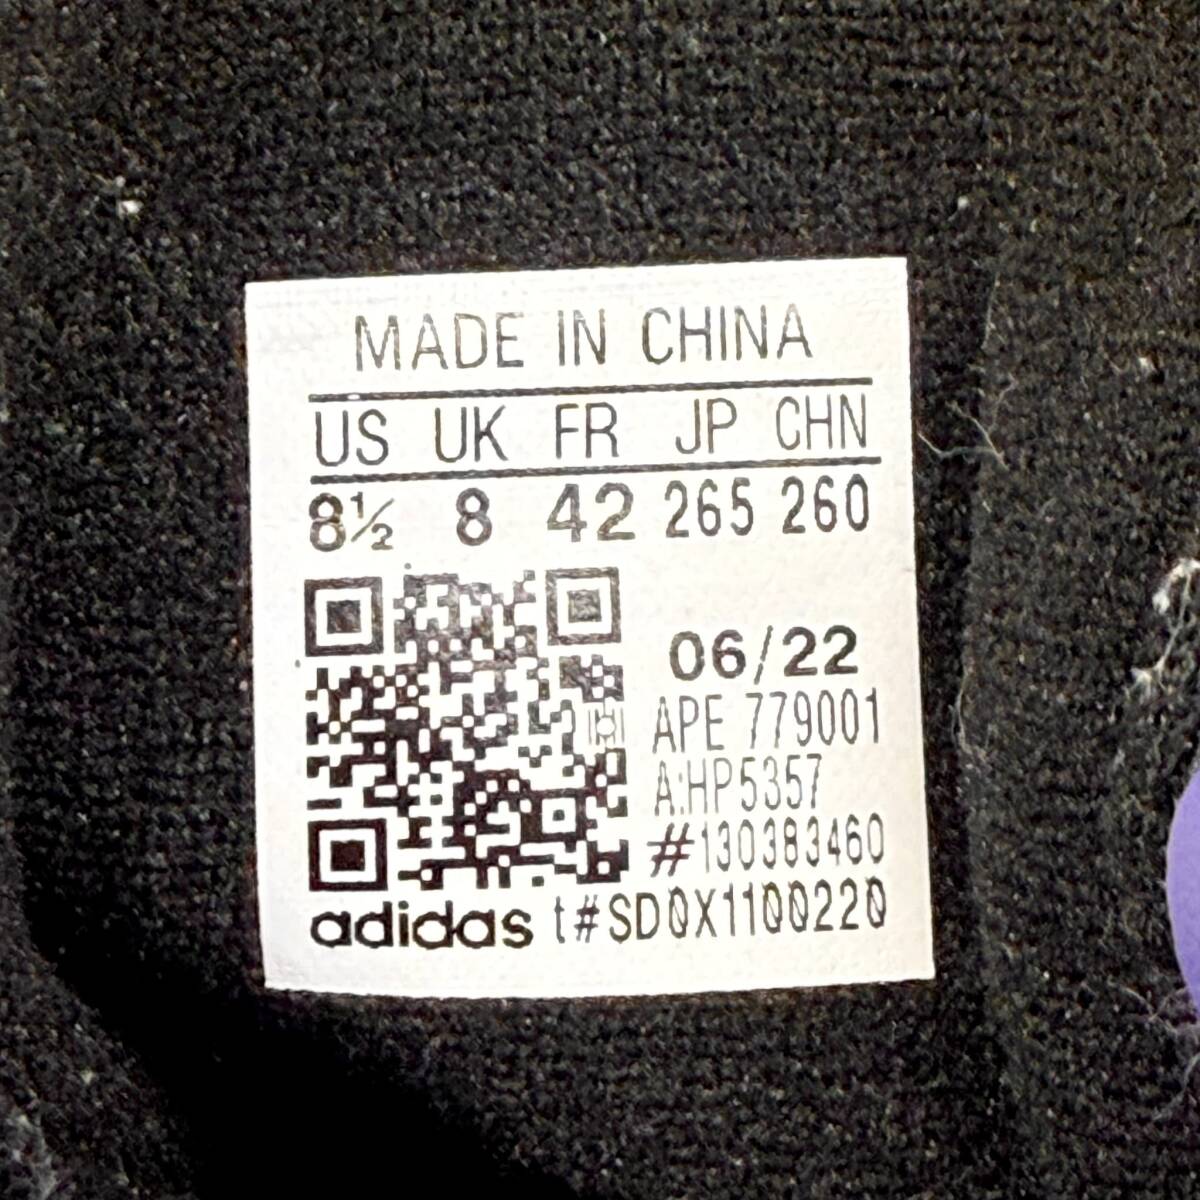 MADE IN CHINA
US UK FR JP CHN
8½ 8 42 265 260
06/22
APE 779001
A:HP5357
#130383460
adidas t#SD0X1100220